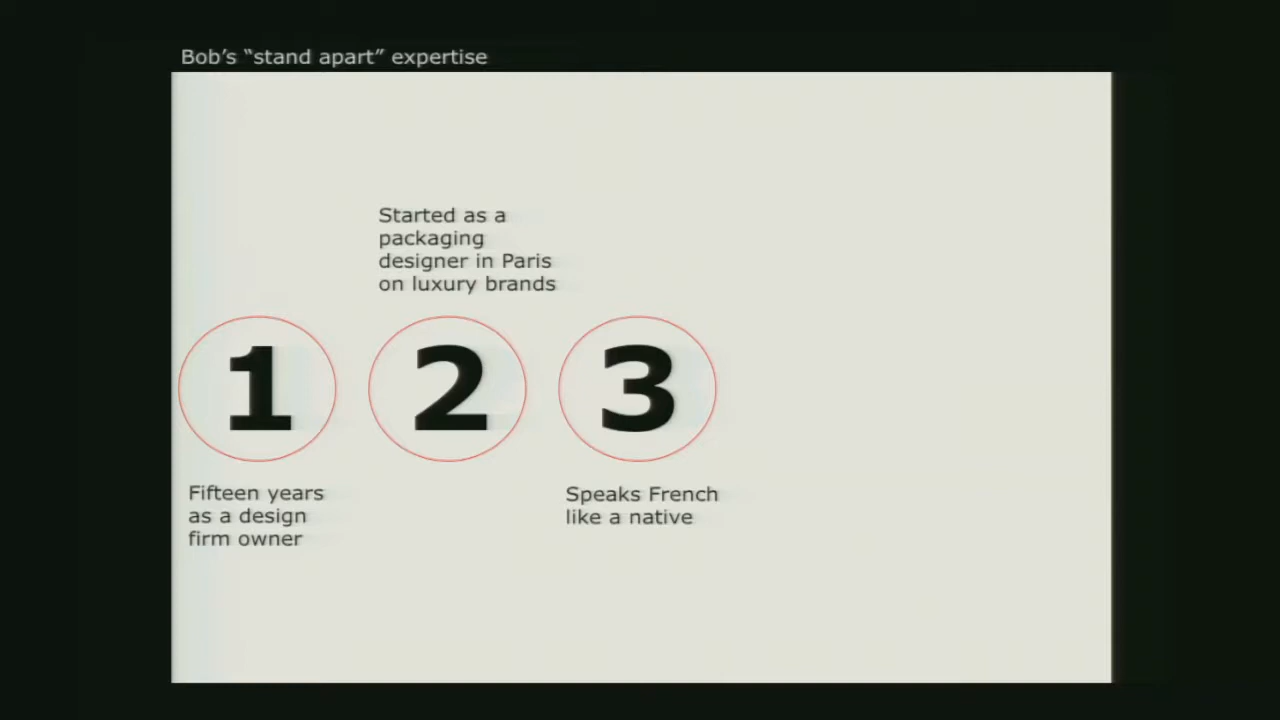 Bob’s “stand apart” expertise
Started as a
packaging
designer in Paris
on luxury brands
1 2 3
Fifteen years
as a design
firm owner
Speaks French
like a native